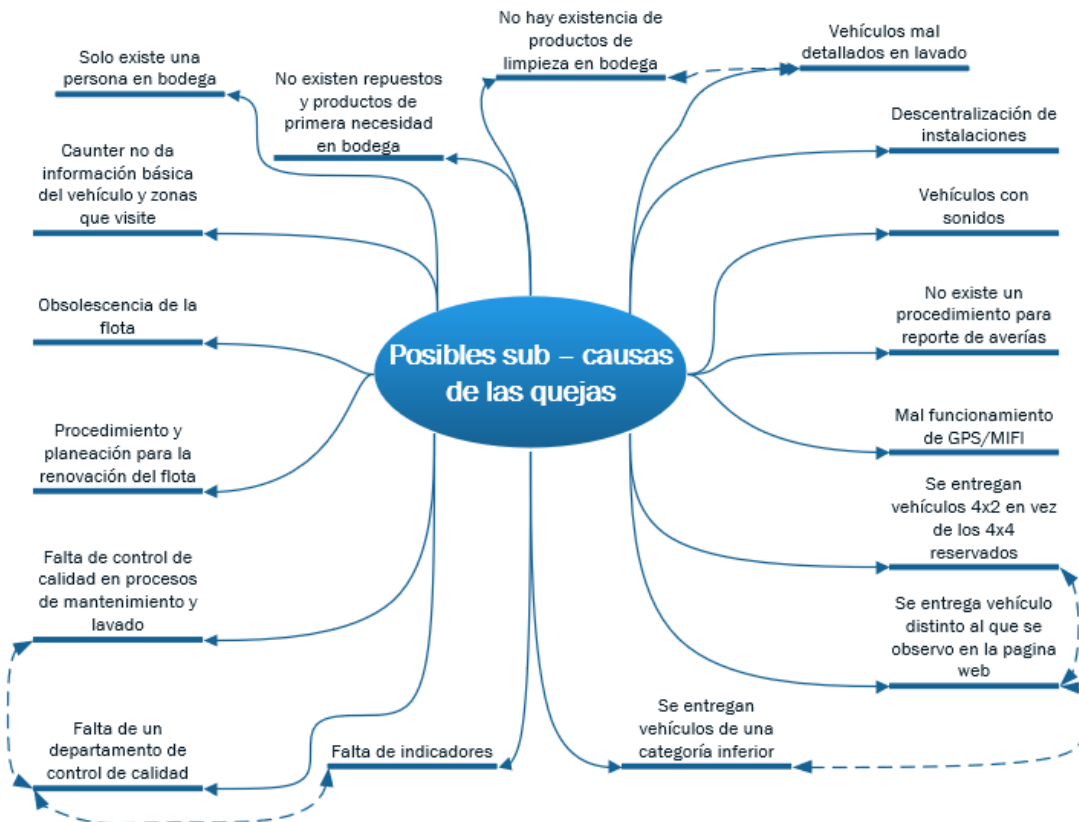 No hay existencia de
productos de
limpieza en bodega
Vehículos mal
detallados en lavado
Solo existe una
persona en bodega
No existen repuestos
y productos de
primera necesidad
en bodega
Descentralización de
instalaciones
Caunter no da
información básica
del vehículo y zonas
que visite
Vehículos con
sonidos
Obsolescencia de la
flota
No existe un
procedimiento para
reporte de averías
Posibles sub – causas
de las quejas
Procedimiento y
planeación para la
renovación del flota
Mal funcionamiento
de GPS/MIFI
Se entregan
vehículos 4x2 en vez
de los 4x4
reservados
Falta de control de
calidad en procesos
de mantenimiento y
lavado
Se entrega vehículo
distinto al que se
observo en la pagina
web
Falta de un
departamento de
control de calidad
Falta de indicadores
Se entregan
vehículos de una
categoría inferior